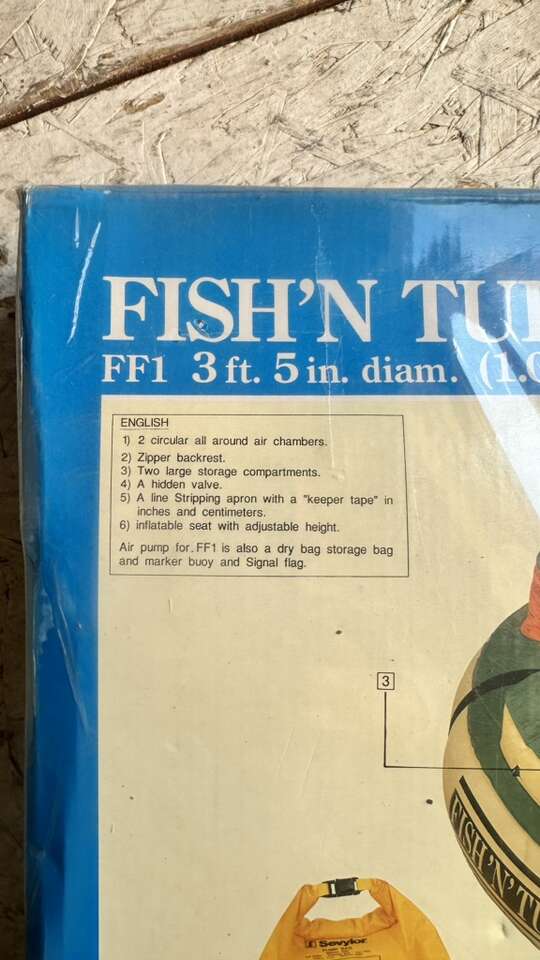 FISH'N TU
FF1 3 ft. 5 in. diam. (1.0
ENGLISH
1) 2 circular all around air chambers.
2) Zipper backrest.
3) Two large storage compartments.
4) A hidden valve.
5) A line Stripping apron with a "keeper tape" in
inches and centimeters.
6) inflatable seat with adjustable height.
Air pump for.FF1 is also a dry bag storage bag
and marker buoy and Signal flag.
3
FISH'N'TU
Sevylor